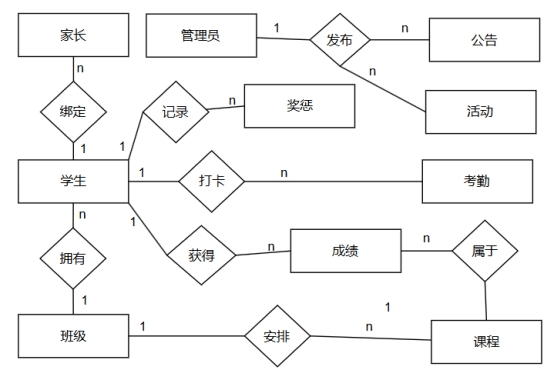 家长
管理员
1
发布
n
公告
n
n
绑定
记录
n
奖惩
活动
1
1
学生
1
打卡
n
考勤
n
1
拥有
获得
n
成绩
n
属于
1
1
班级
1
安排
n
课程